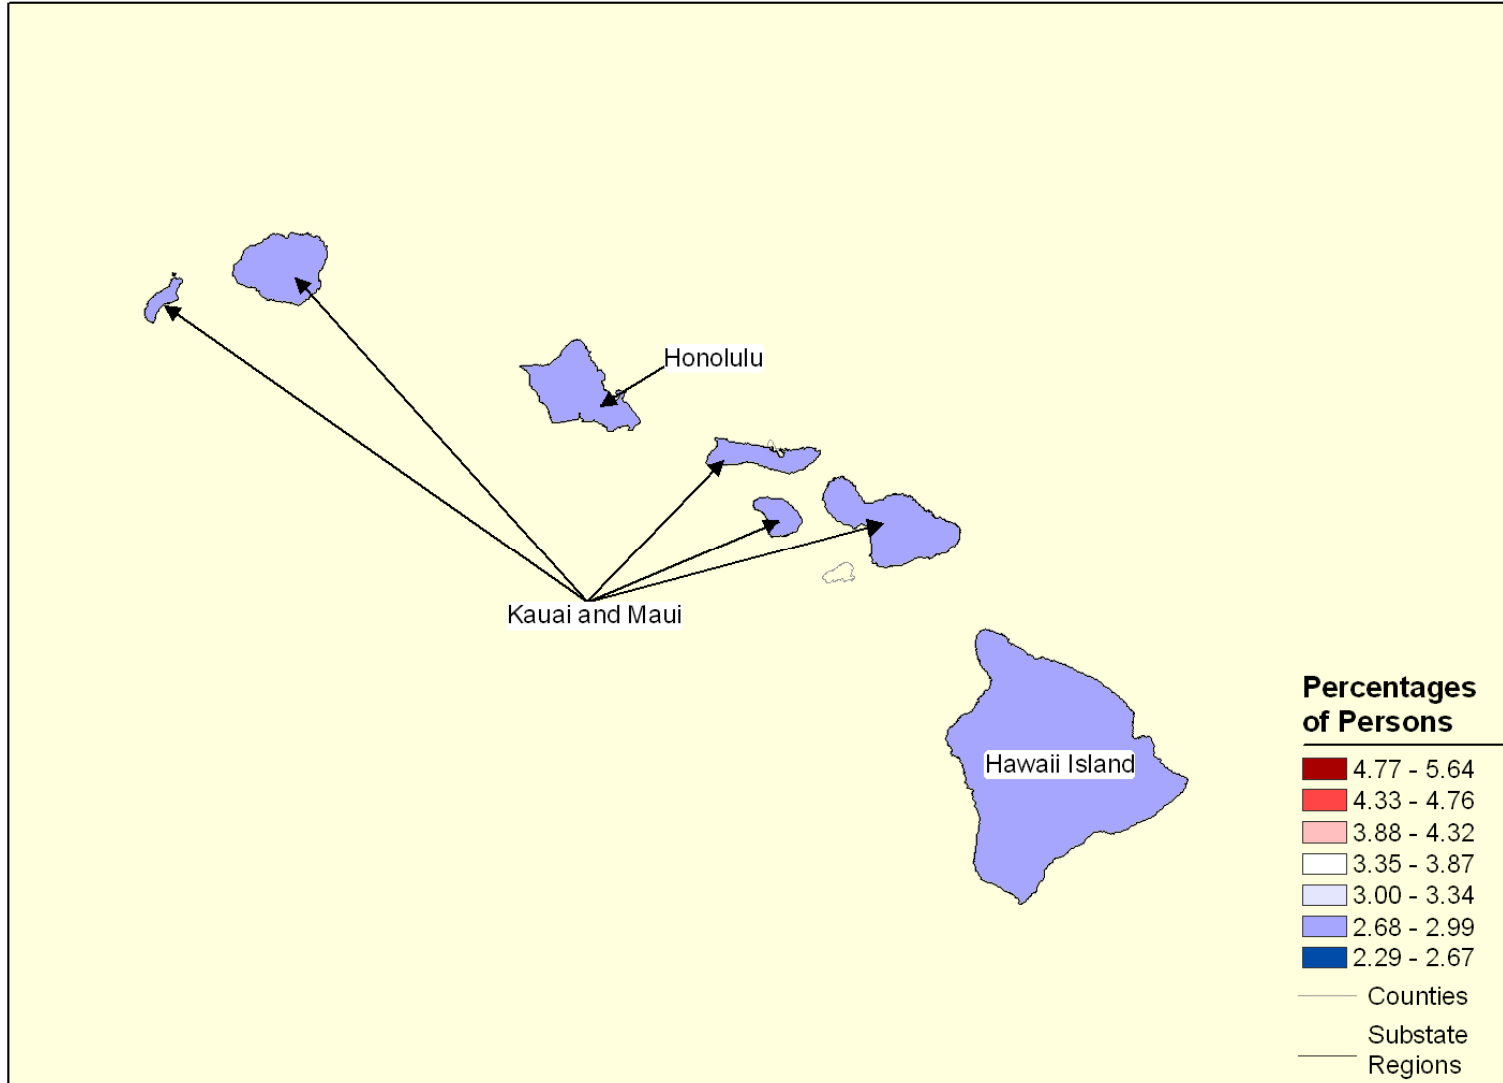 Honolulu
Kauai and Maui
Hawaii Island
Percentages
of Persons
4.77 - 5.64
4.33 - 4.76
3.88 - 4.32
3.35 - 3.87
3.00 - 3.34
2.68 - 2.99
2.29 - 2.67
Counties
Substate
Regions